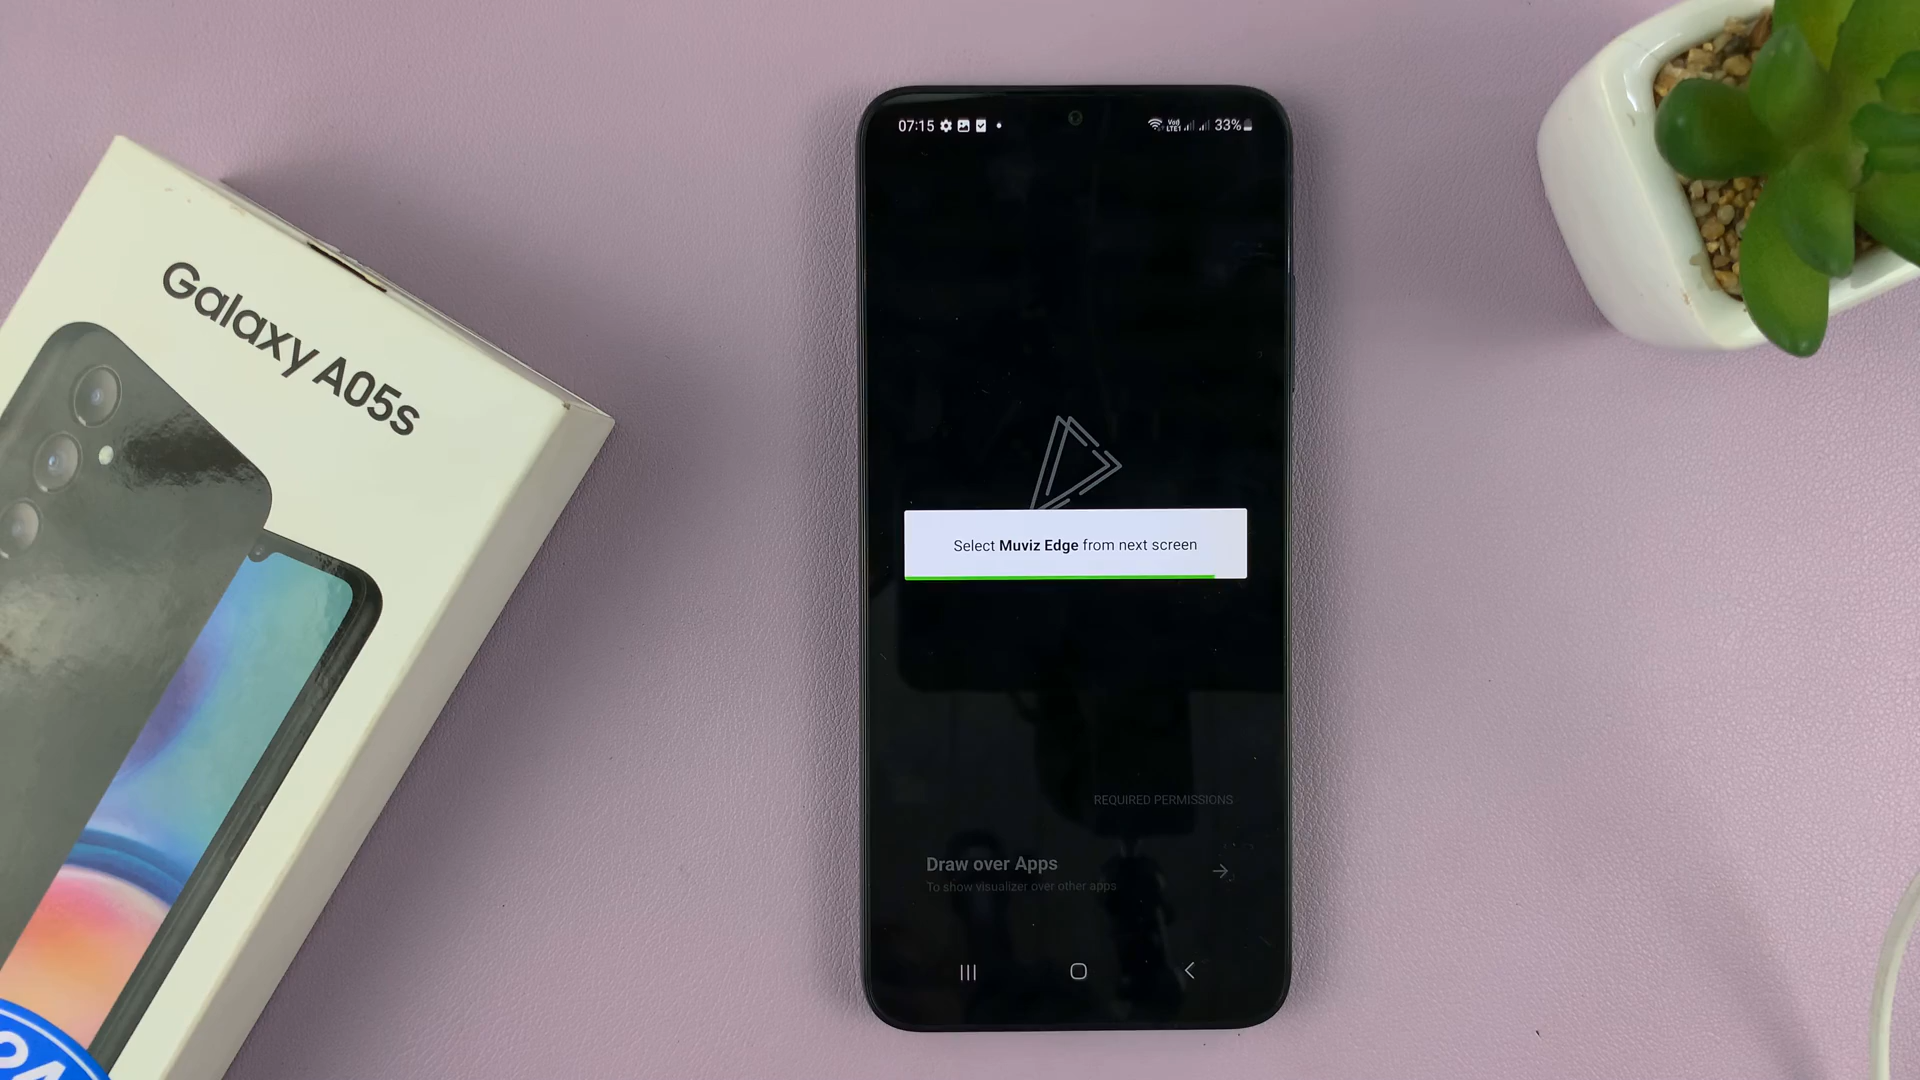 Galaxy A05s
07:15
33%
Select Muviz Edge from next screen
REQUIRED PERMISSIONS
Draw over Apps
To show visualizer over other apps